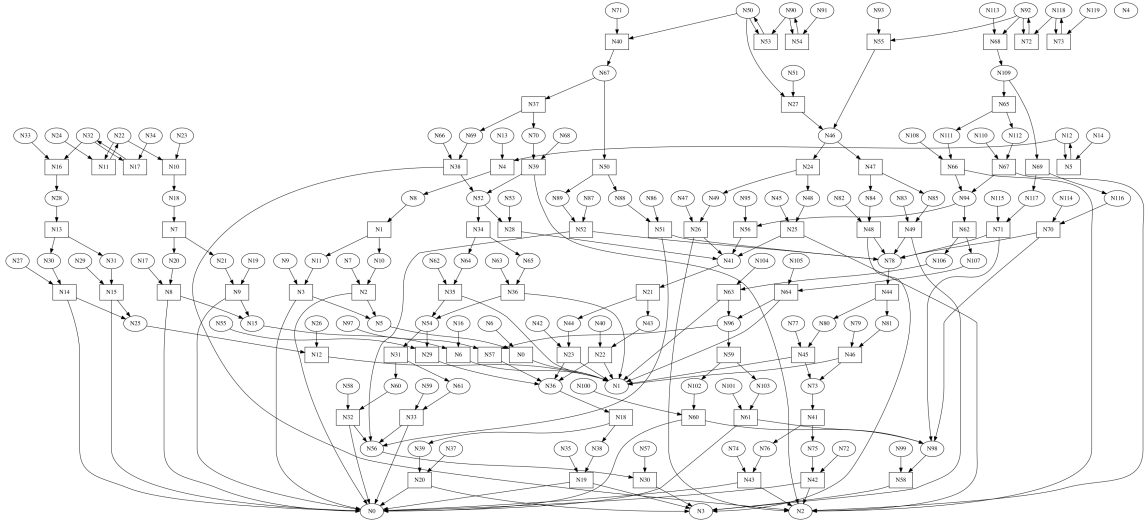 N71 N50 N90 N91 N93 N113 N92 N118 N119 N4
N40 N53 N54 N55 N68 N72 N73
N67 N51 N109
N37 N27 N65
N33 N24 N32 N22 N34 N23 N66 N69 N13 N70 N68 N46 N108 N111 N110 N112 N12 N14
N16 N11 N17 N10 N38 N4 N39 N50 N24 N47 N66 N67 N69 N5
N28 N18 N8 N52 N53 N89 N87 N88 N86 N47 N49 N95 N45 N48 N82 N84 N83 N85 N94 N115 N117 N114 N116
N13 N7 N1 N34 N28 N52 N51 N26 N56 N25 N48 N49 N62 N71 N70
N27 N30 N29 N31 N17 N20 N21 N19 N9 N11 N7 N10 N62 N64 N63 N65 N41 N104 N105 N78 N106 N107
N14 N15 N8 N9 N3 N2 N35 N36 N21 N63 N64 N44
N25 N55 N15 N26 N97 N5 N54 N16 N6 N42 N44 N40 N43 N96 N77 N80 N79 N81
N12 N31 N29 N6 N57 N0 N23 N22 N59 N45 N46
N58 N60 N59 N61 N36 N100 N1 N102 N101 N103 N73
N32 N33 N18 N60 N61 N41
N56 N39 N37 N35 N38 N57 N74 N76 N75 N72 N99 N98
N20 N19 N30 N43 N42 N58
N0 N3 N2